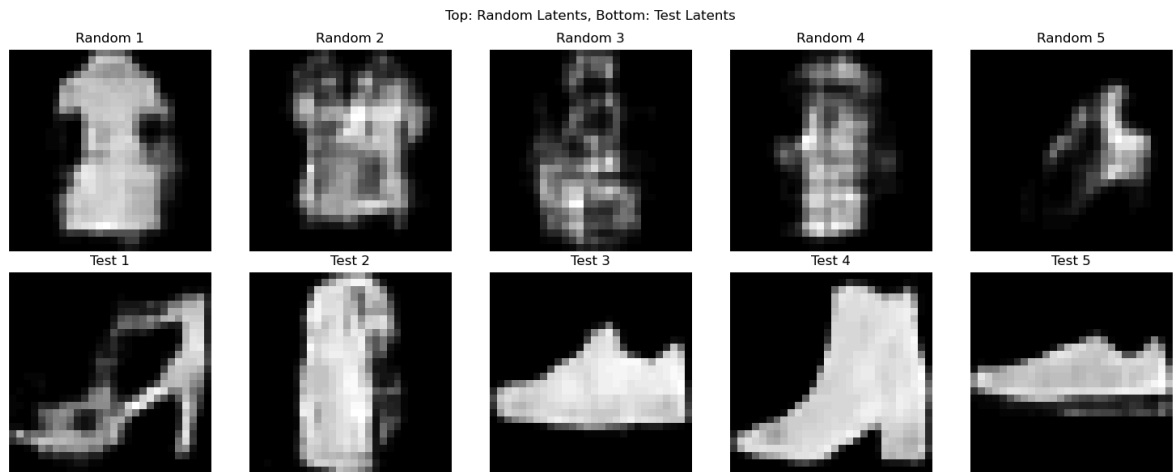 Top: Random Latents, Bottom: Test Latents
Random 1 Random 2 Random 3 Random 4 Random 5
Test 1 Test 2 Test 3 Test 4 Test 5